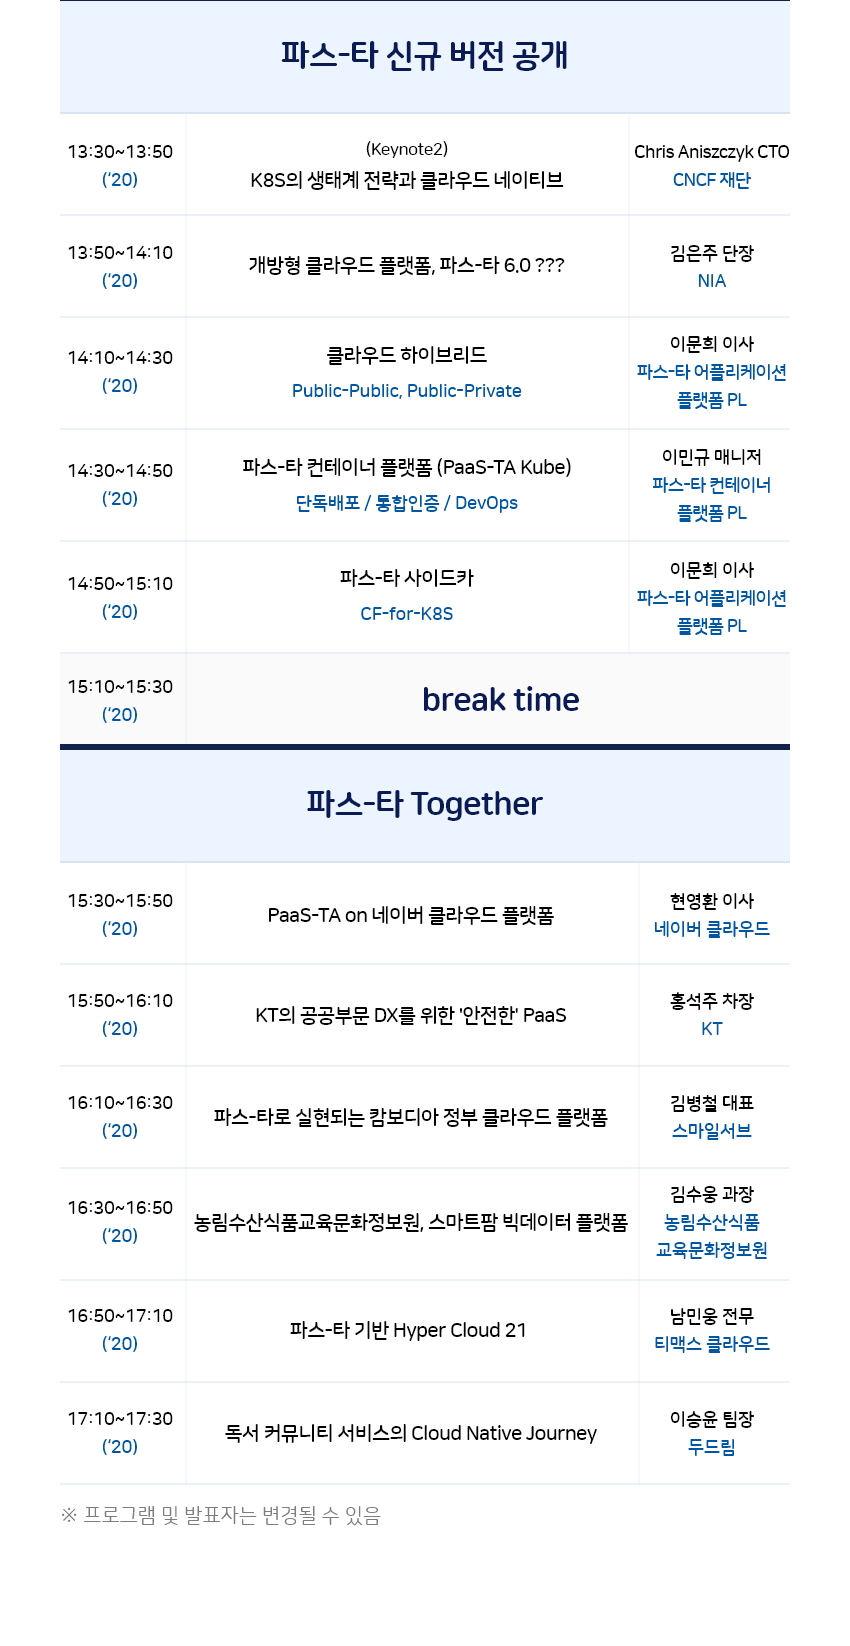 파스-타 신규 버전 공개
13:30~13:50
(‘20)
(Keynote2)
K8S의 생태계 전략과 클라우드 네이티브
Chris Aniszczyk CTO
CNCF 재단
13:50~14:10
(‘20)
개방형 클라우드 플랫폼, 파스-타 6.0 ???
김은주 단장
NIA
14:10~14:30
(‘20)
클라우드 하이브리드
Public-Public, Public-Private
이문희 이사
파스-타 어플리케이션
플랫폼 PL
14:30~14:50
(‘20)
파스-타 컨테이너 플랫폼 (PaaS-TA Kube)
단독배포 / 통합인증 / DevOps
이민규 매니저
파스-타 컨테이너
플랫폼 PL
14:50~15:10
(‘20)
파스-타 사이드카
CF-for-K8S
이문희 이사
파스-타 어플리케이션
플랫폼 PL
15:10~15:30
(‘20)
break time
파스-타 Together
15:30~15:50
(‘20)
PaaS-TA on 네이버 클라우드 플랫폼
현영환 이사
네이버 클라우드
15:50~16:10
(‘20)
KT의 공공부문 DX를 위한 '안전한' PaaS
홍석주 차장
KT
16:10~16:30
(‘20)
파스-타로 실현되는 캄보디아 정부 클라우드 플랫폼
김병철 대표
스마일서브
16:30~16:50
(‘20)
농림수산식품교육문화정보원, 스마트팜 빅데이터 플랫폼
김수웅 과장
농림수산식품
교육문화정보원
16:50~17:10
(‘20)
파스-타 기반 Hyper Cloud 21
남민웅 전무
티맥스 클라우드
17:10~17:30
(‘20)
독서 커뮤니티 서비스의 Cloud Native Journey
이승윤 팀장
두드림
※ 프로그램 및 발표자는 변경될 수 있음